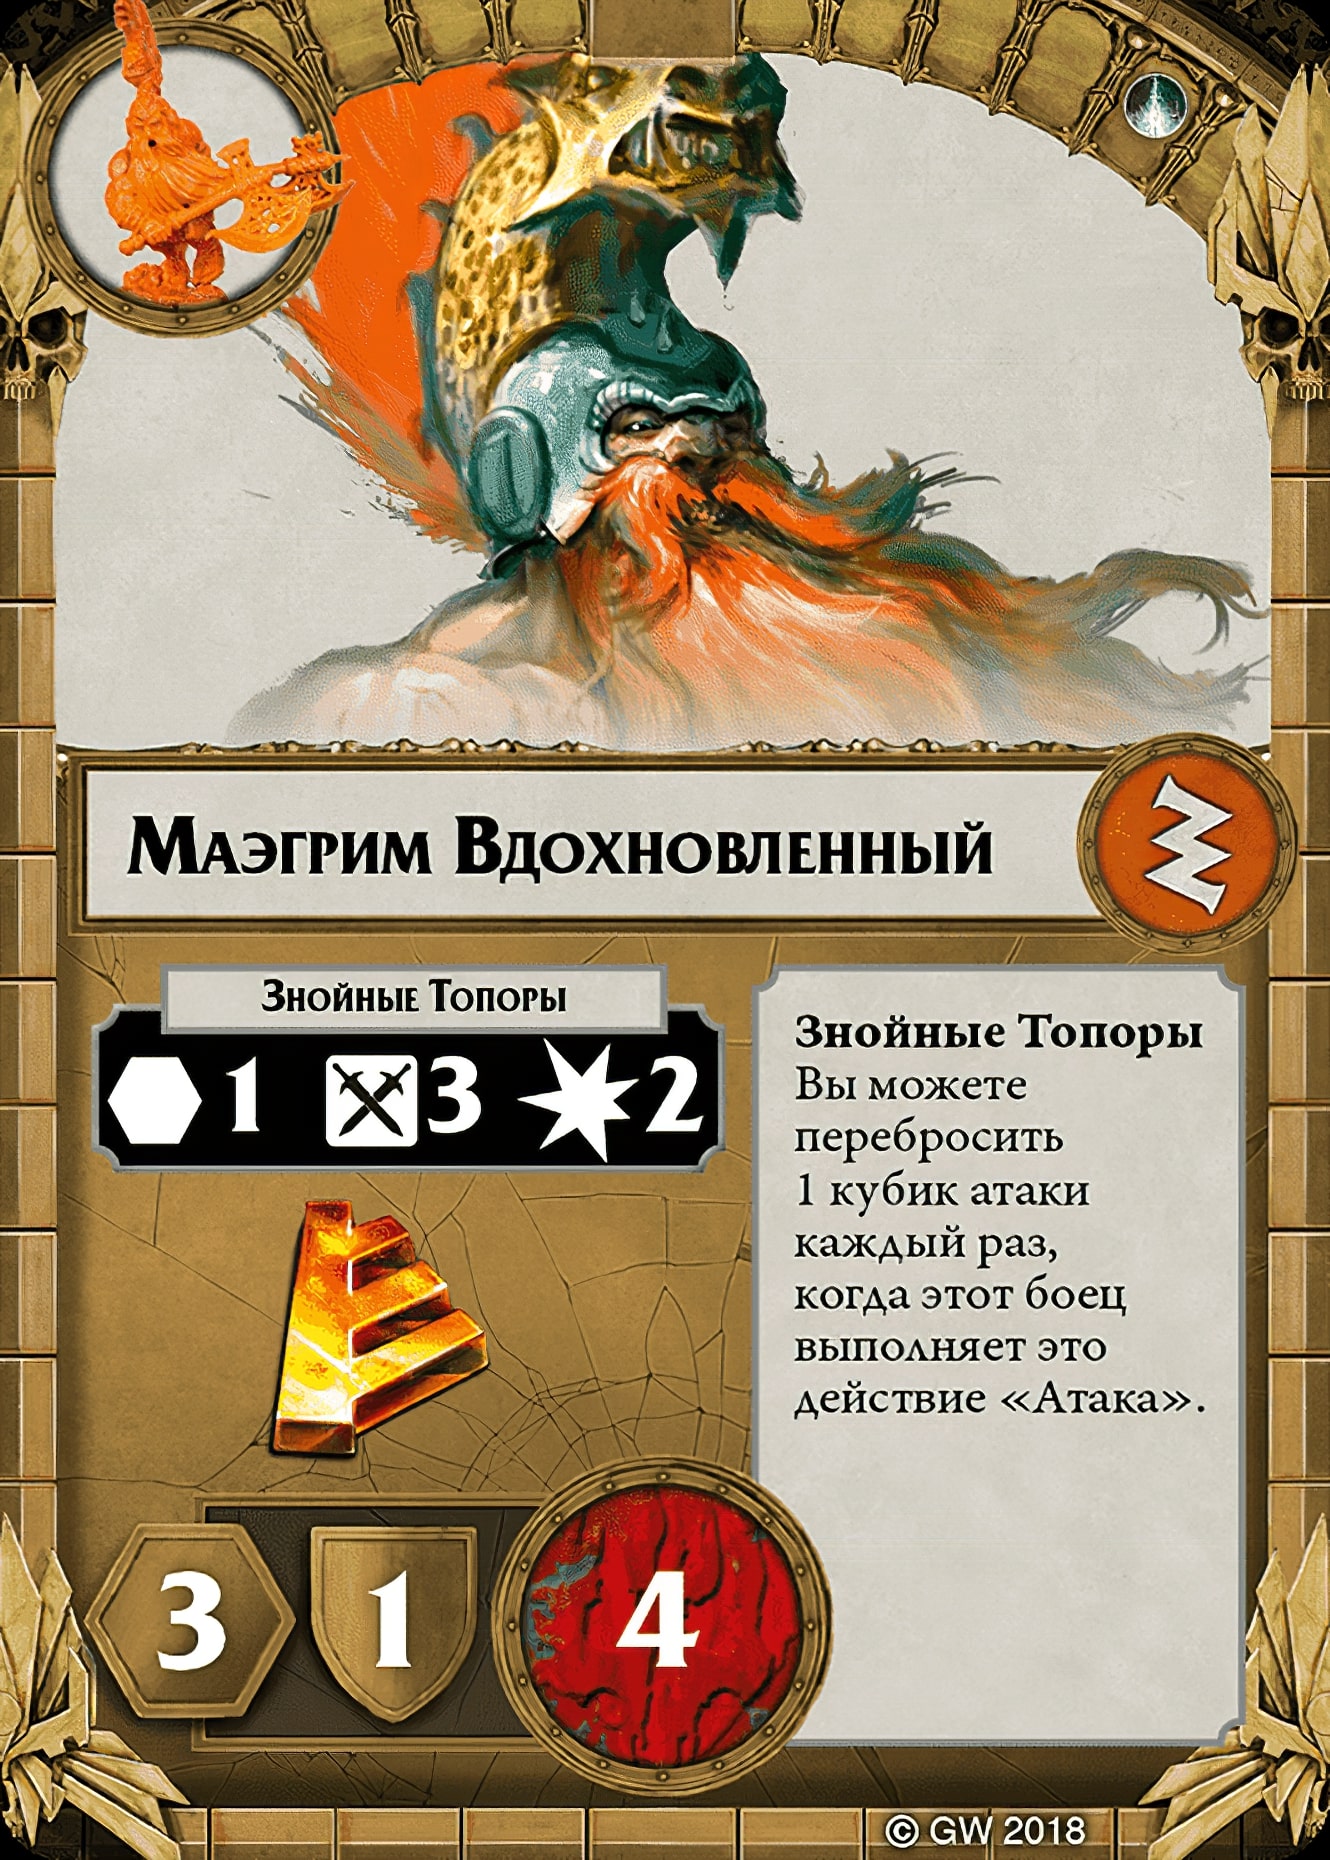 Маэгрим Вдохновленный
Знойные Топоры
1 3 2
Знойные Топоры
Вы можете
перебросить
1 кубик атаки
каждый раз,
когда этот боец
выполняет это
действие «Атака».
3 1 4
© GW 2018